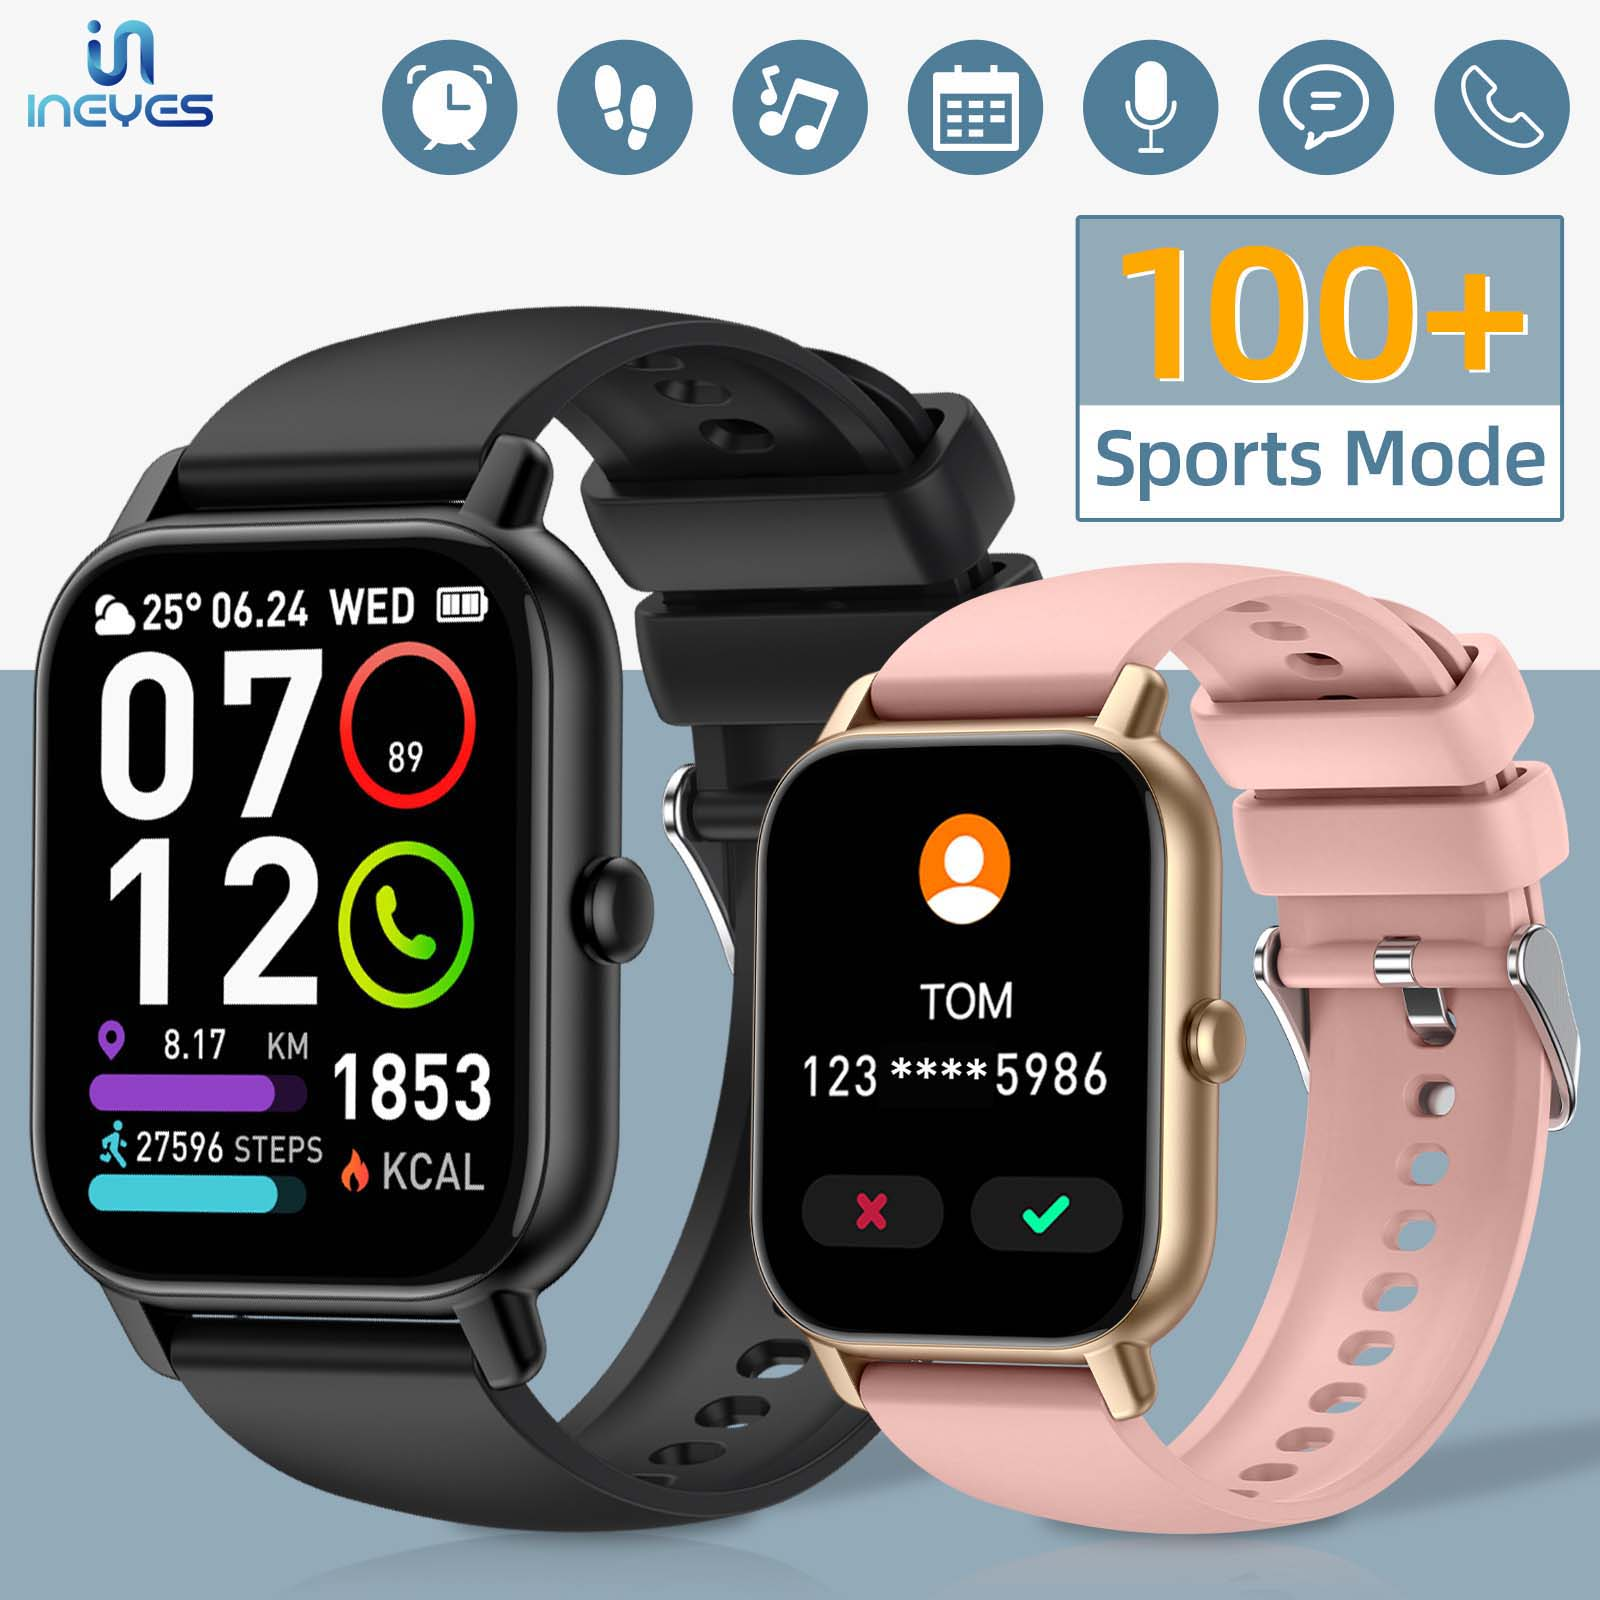 in
INEYES
100+
Sports Mode
25° 06.24 WED
07
89
12
8.17 KM
1853
27596 STEPS
KCAL
TOM
123 ****5986